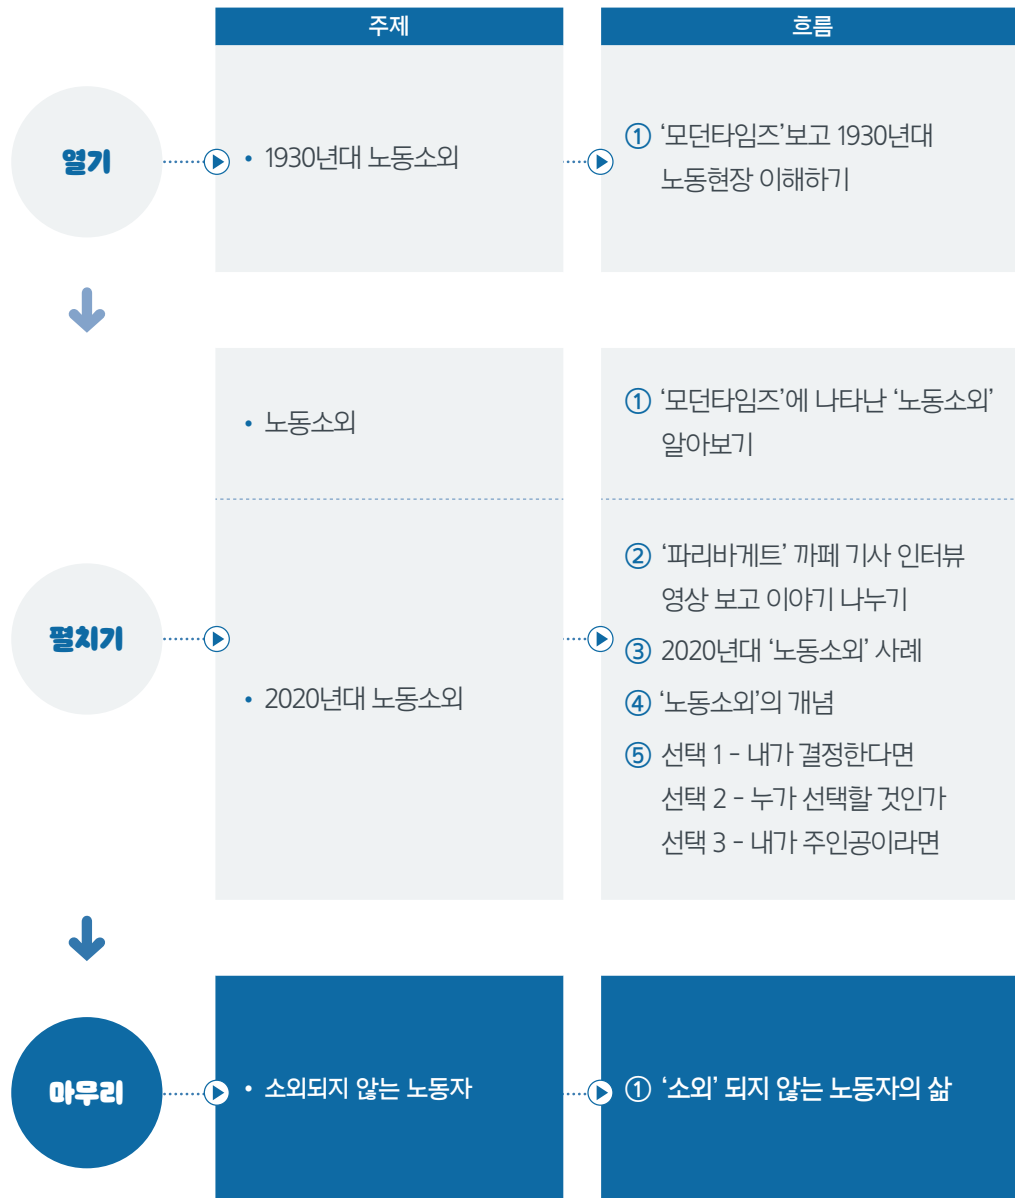 주제
흐름
열기
• 1930년대 노동소외
① ‘모던타임즈’보고 1930년대
노동현장 이해하기
펼치기
• 노동소외
① ‘모던타임즈’에 나타난 ‘노동소외’
알아보기
• 2020년대 노동소외
② ‘파리바게트’ 까페 기사 인터뷰
영상 보고 이야기 나누기
③ 2020년대 ‘노동소외’ 사례
④ ‘노동소외’의 개념
⑤ 선택 1 - 내가 결정한다면
선택 2 - 누가 선택할 것인가
선택 3 - 내가 주인공이라면
마무리
• 소외되지 않는 노동자
① ‘소외’ 되지 않는 노동자의 삶